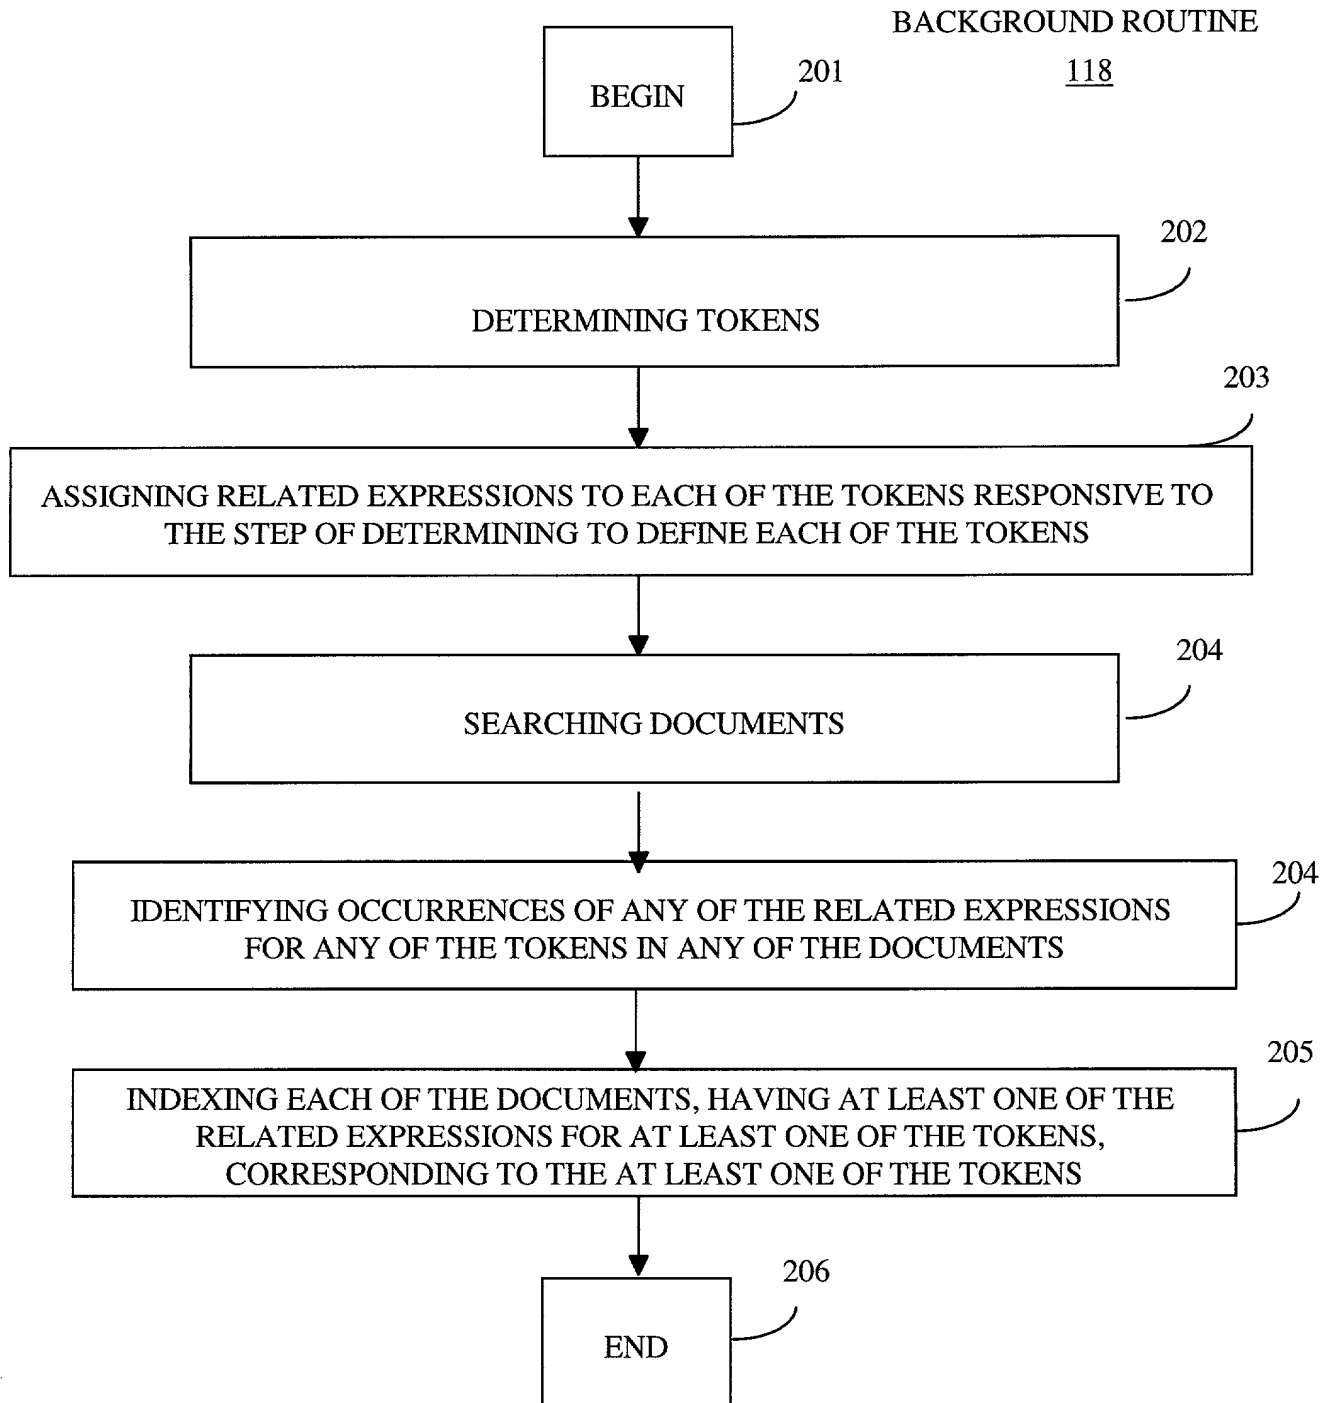 BACKGROUND ROUTINE
118
BEGIN
201
202
DETERMINING TOKENS
203
ASSIGNING RELATED EXPRESSIONS TO EACH OF THE TOKENS RESPONSIVE TO
THE STEP OF DETERMINING TO DEFINE EACH OF THE TOKENS
204
SEARCHING DOCUMENTS
204
IDENTIFYING OCCURRENCES OF ANY OF THE RELATED EXPRESSIONS
FOR ANY OF THE TOKENS IN ANY OF THE DOCUMENTS
205
INDEXING EACH OF THE DOCUMENTS, HAVING AT LEAST ONE OF THE
RELATED EXPRESSIONS FOR AT LEAST ONE OF THE TOKENS,
CORRESPONDING TO THE AT LEAST ONE OF THE TOKENS
206
END